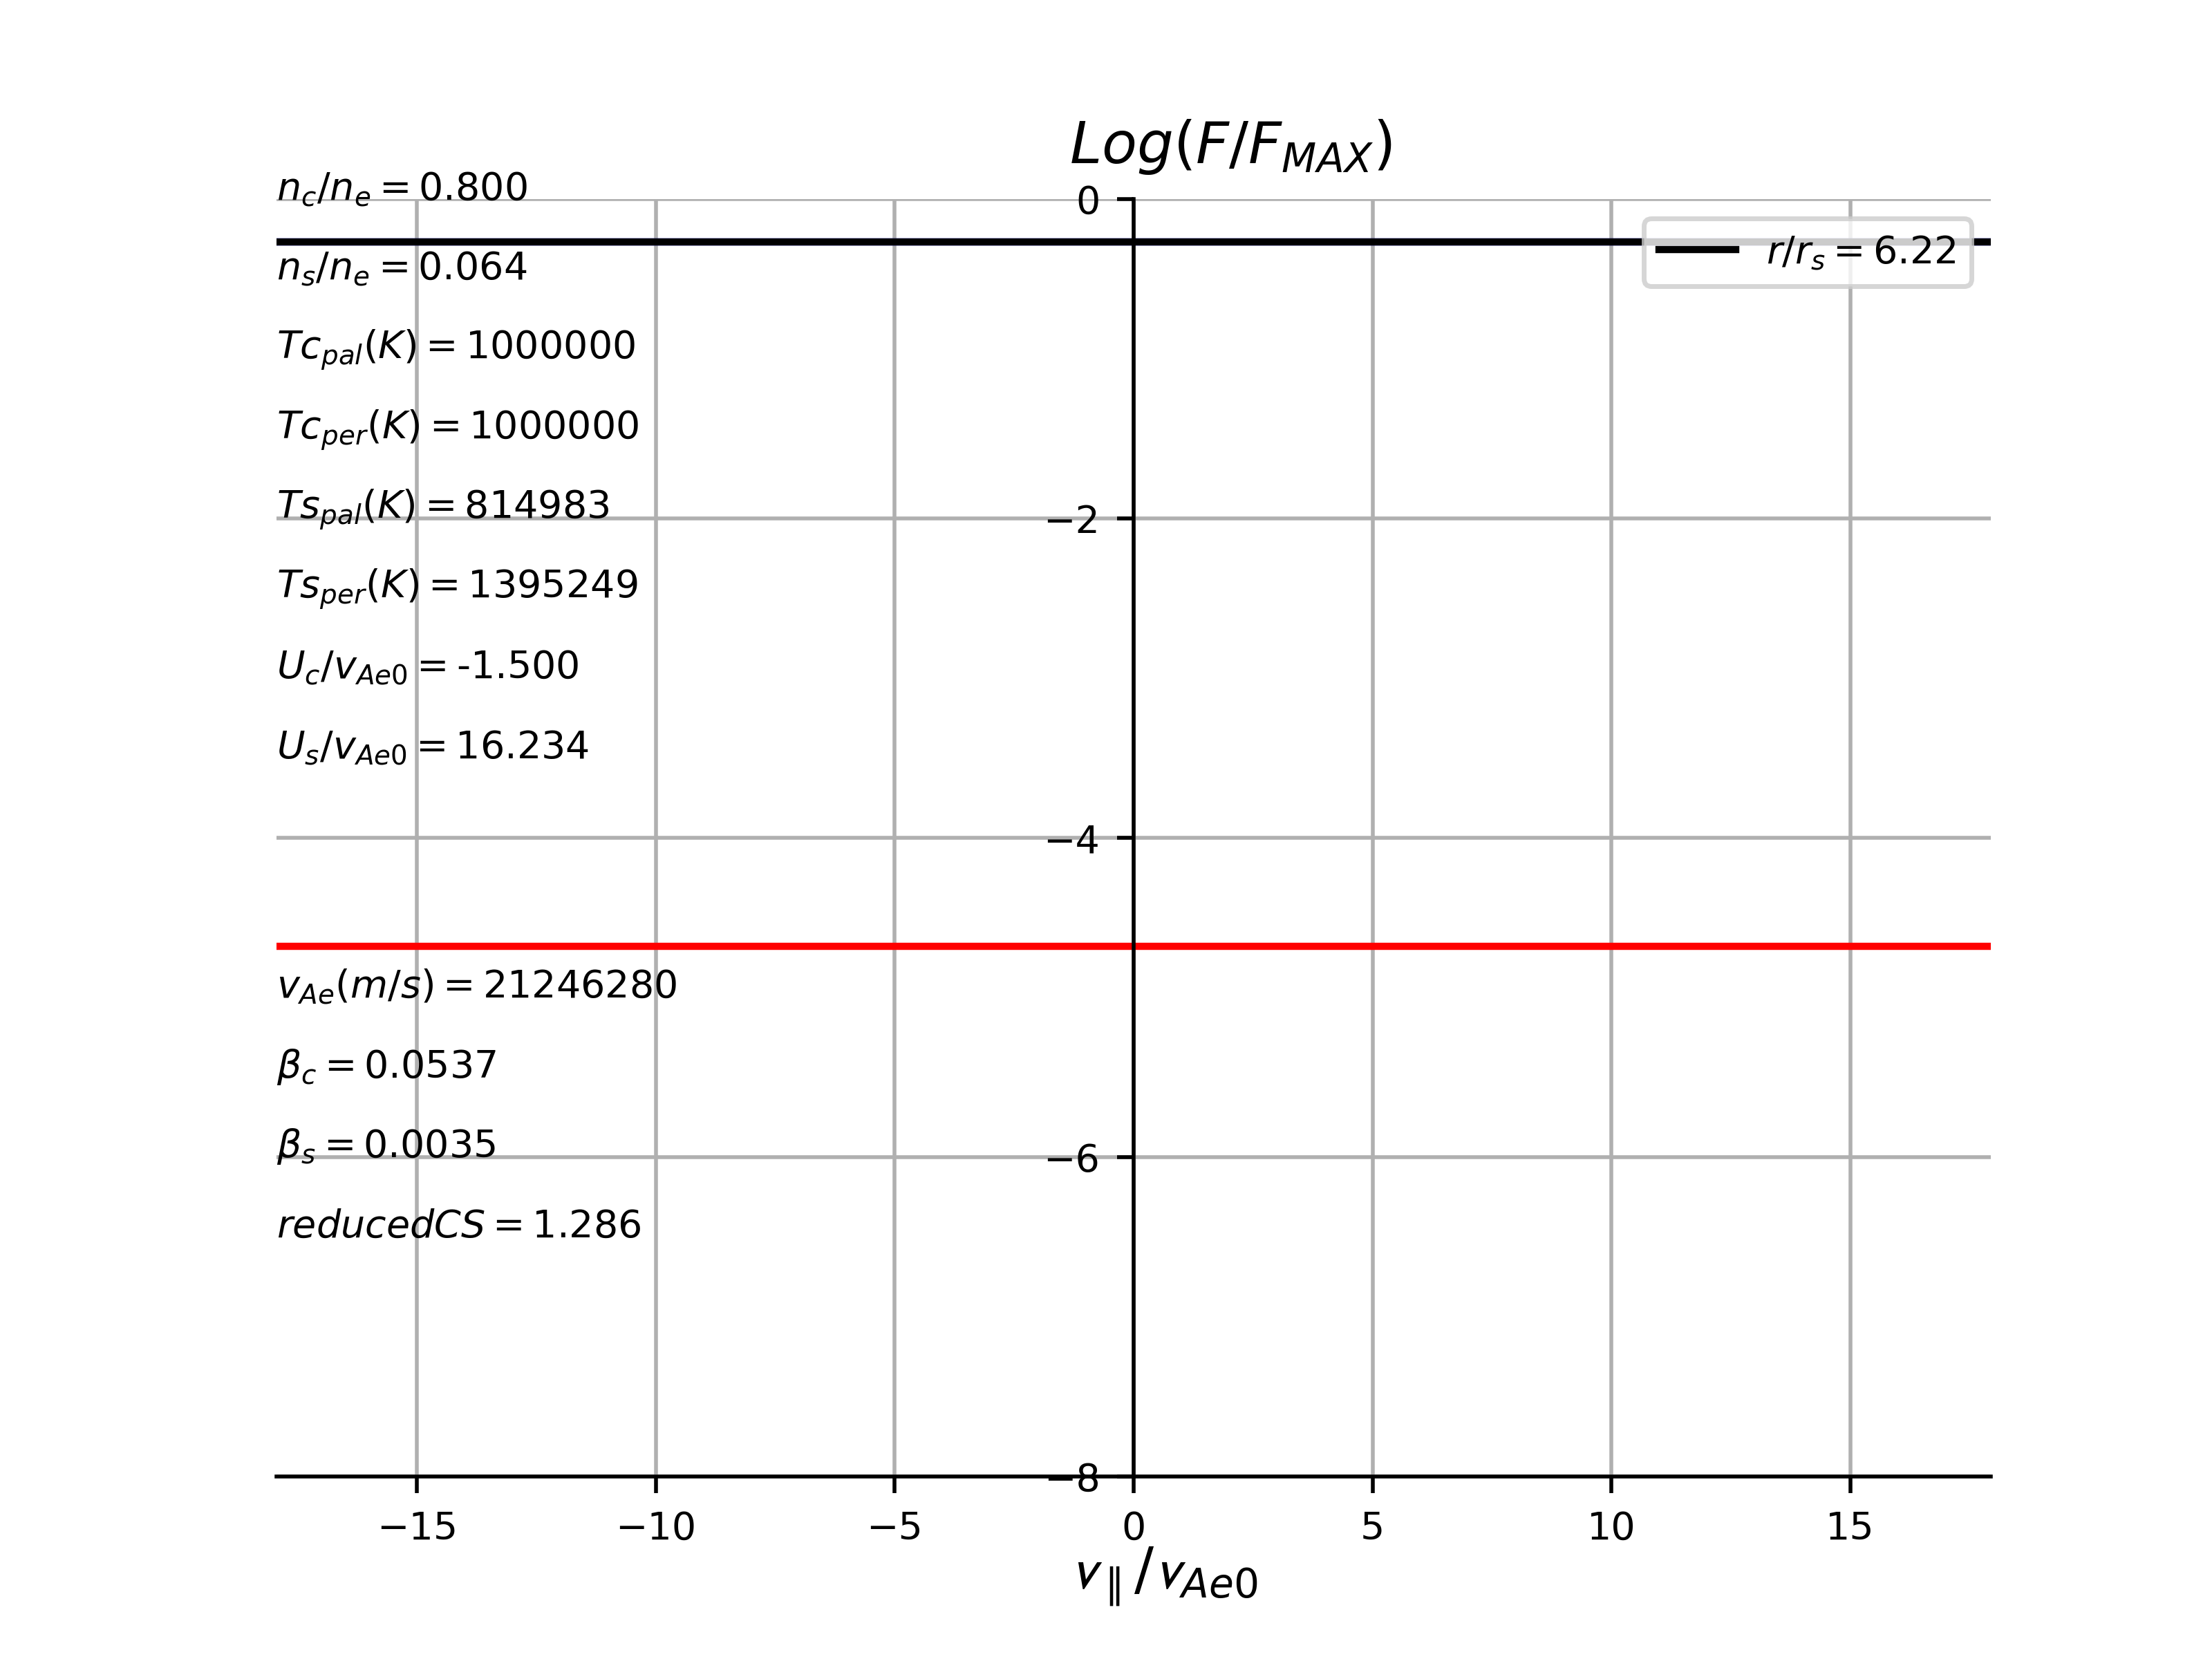 Log(F/F_MAX)
n_c/n_e = 0.800
0
n_s/n_e = 0.064
r/r_s = 6.22
Tc_pal(K) = 1000000
Tc_per(K) = 1000000
Ts_pal(K) = 814983
−2
Ts_per(K) = 1395249
U_c/v_Ae0 = -1.500
U_s/v_Ae0 = 16.234
−4
v_Ae(m/s) = 21246280
β_c = 0.0537
β_s = 0.0035
−6
reducedCS = 1.286
−8
−15 −10 −5 0 5 10 15
v_∥/v_Ae0